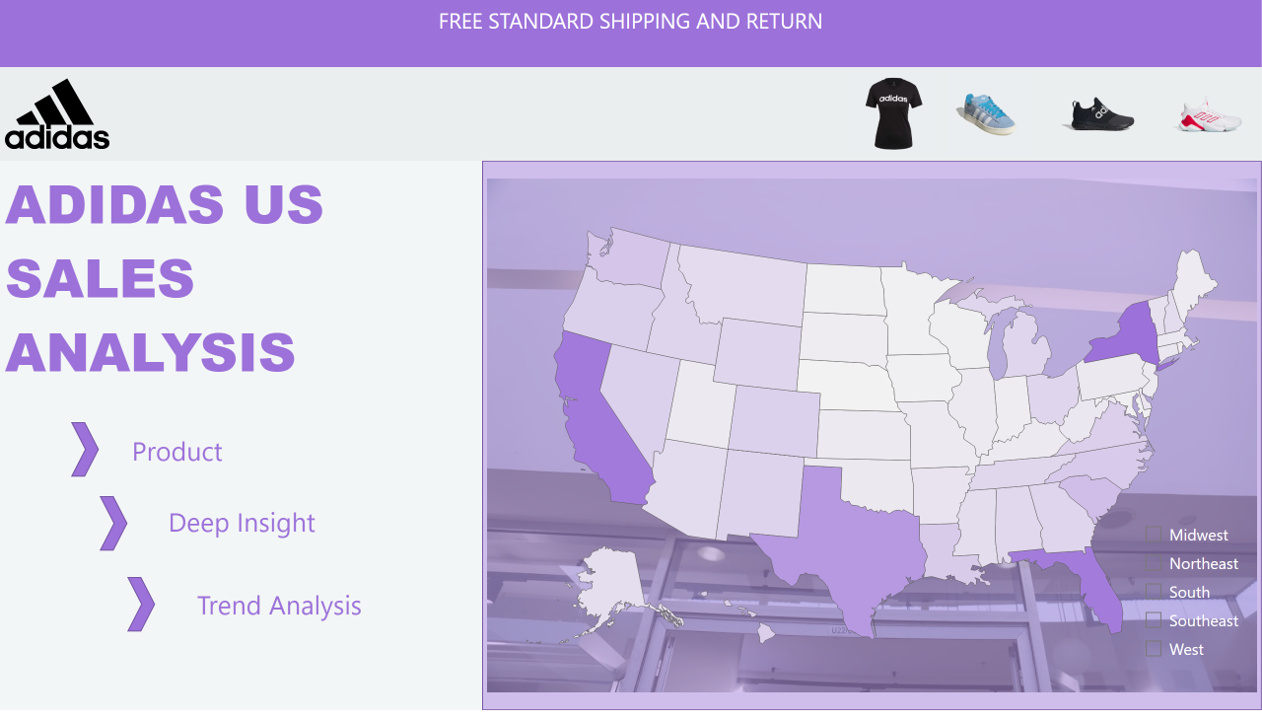 FREE STANDARD SHIPPING AND RETURN
adidas
adidas
ADIDAS US
SALES
ANALYSIS
Product
Deep Insight
Trend Analysis
Midwest
Northeast
South
Southeast
West